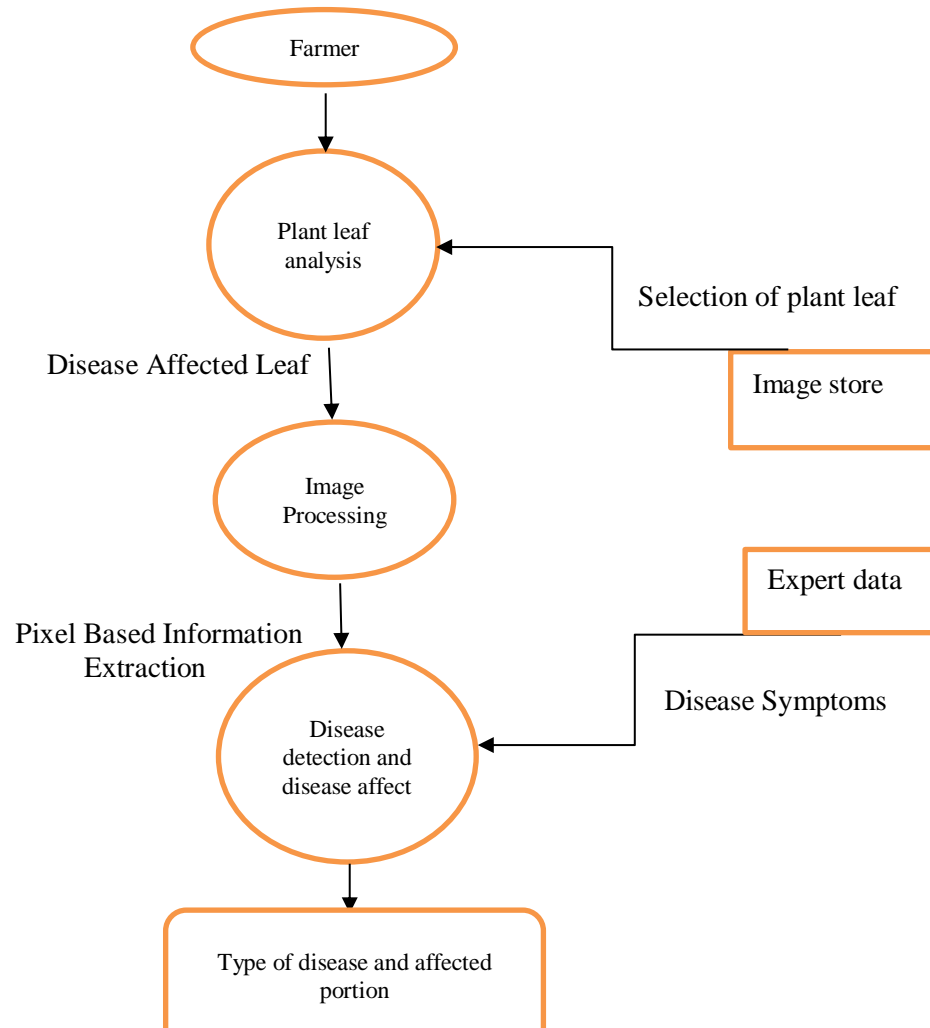 Farmer
Plant leaf
analysis
Selection of plant leaf
Disease Affected Leaf
Image store
Image
Processing
Expert data
Pixel Based Information
Extraction
Disease Symptoms
Disease
detection and
disease affect
Type of disease and affected
portion